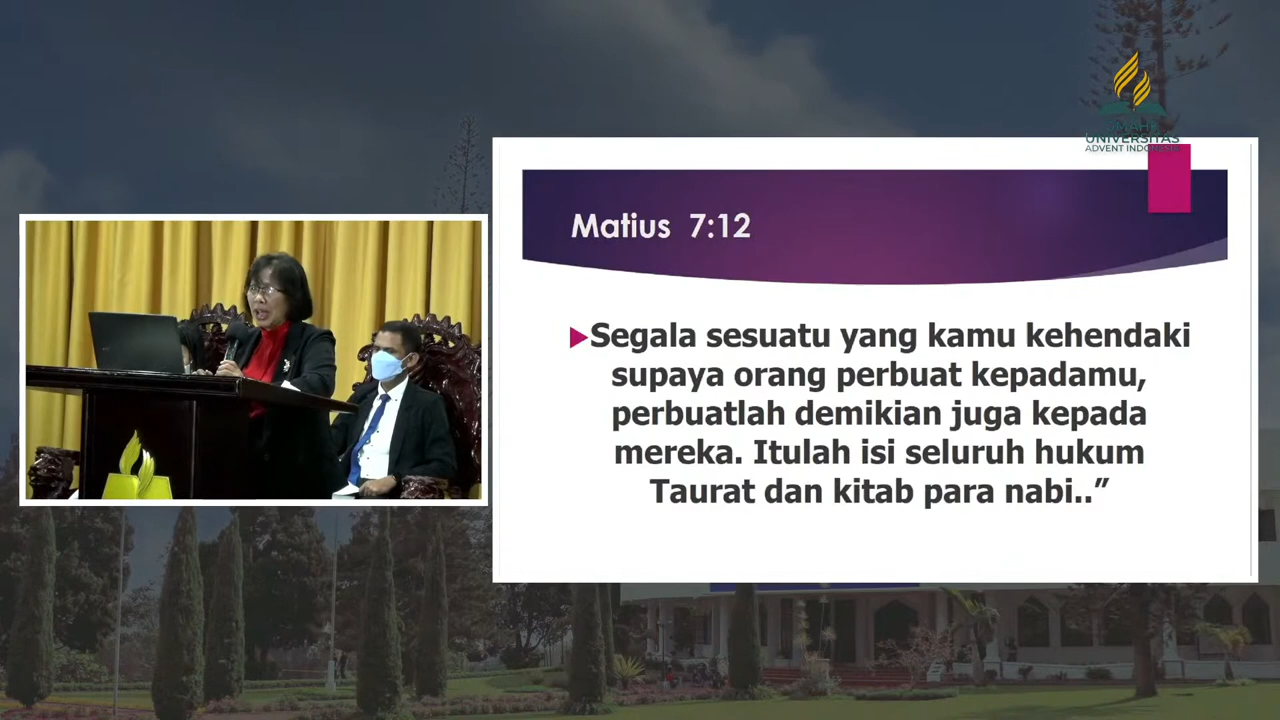 UNIVERSITAS
ADVENT INDONESIA
Matius 7:12
Segala sesuatu yang kamu kehendaki
supaya orang perbuat kepadamu,
perbuatlah demikian juga kepada
mereka. Itulah isi seluruh hukum
Taurat dan kitab para nabi..”